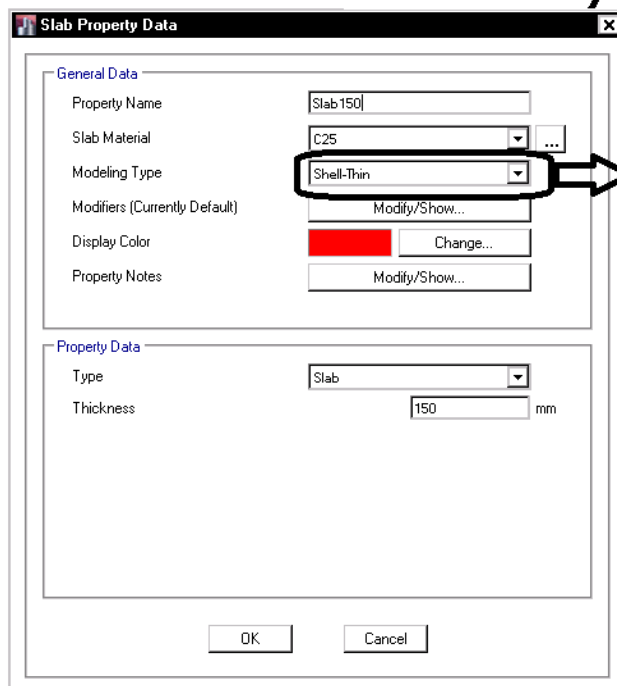 Slab Property Data
General Data
Property Name Slab150
Slab Material C25 ...
Modeling Type Shell-Thin
Modifiers (Currently Default) Modify/Show...
Display Color Change...
Property Notes Modify/Show...
Property Data
Type Slab
Thickness 150 mm
OK Cancel